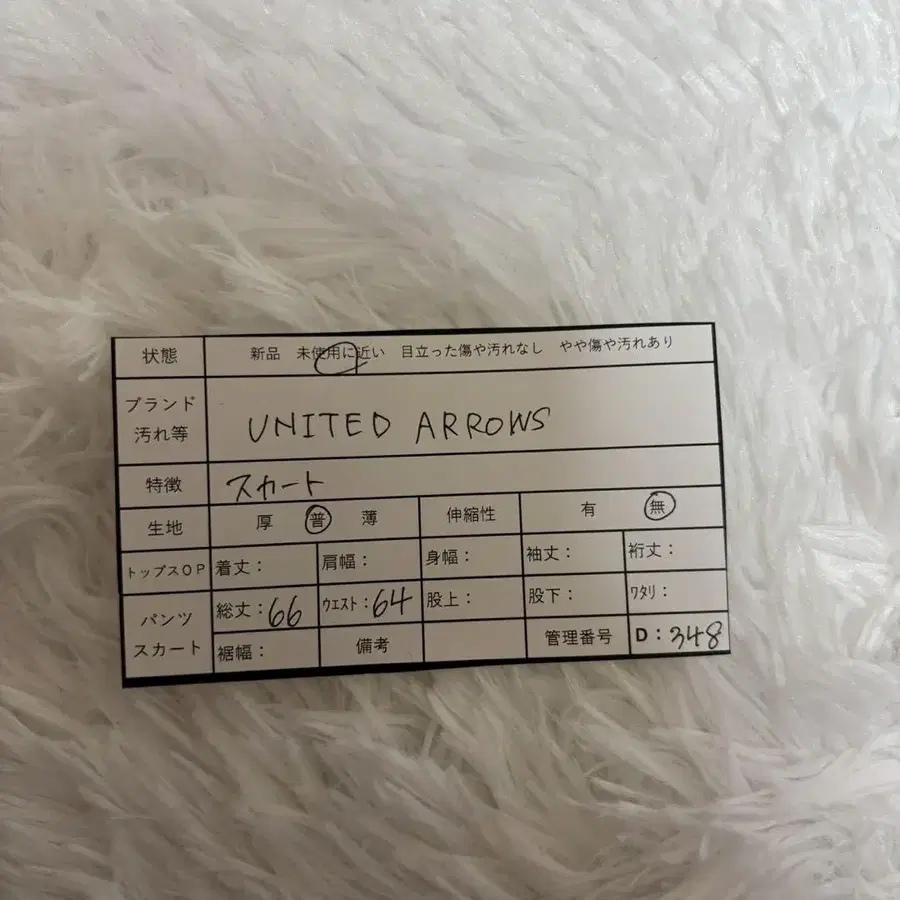 状態 新品 未使用に近い 目立った傷や汚れなし やや傷や汚れあり
ブランド
汚れ等
UNITED ARROWS
特徴 スカート
生地 厚 普 薄 伸縮性 有 無
トップスOP 着丈: 肩幅: 身幅: 袖丈: 裄丈:
パンツ
スカート
総丈:66 ウエスト:64 股上: 股下: ワタリ:
裾幅: 備考 管理番号 D:348